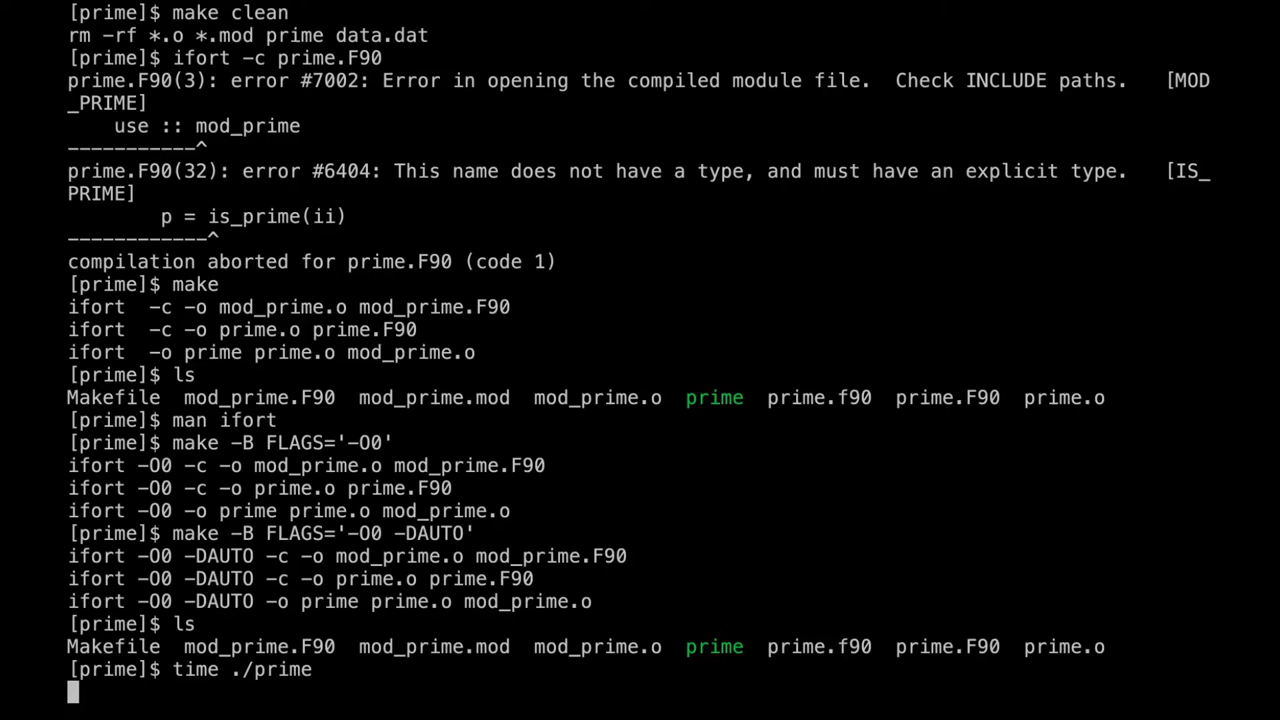 [prime]$ make clean
rm -rf *.o *.mod prime data.dat
[prime]$ ifort -c prime.F90
prime.F90(3): error #7002: Error in opening the compiled module file.  Check INCLUDE paths.   [MOD
_PRIME]
    use :: mod_prime
-----------^
prime.F90(32): error #6404: This name does not have a type, and must have an explicit type.   [IS_
PRIME]
        p = is_prime(ii)
------------^
compilation aborted for prime.F90 (code 1)
[prime]$ make
ifort  -c -o mod_prime.o mod_prime.F90
ifort  -c -o prime.o prime.F90
ifort  -o prime prime.o mod_prime.o
[prime]$ ls
Makefile  mod_prime.F90  mod_prime.mod  mod_prime.o  prime  prime.f90  prime.F90  prime.o
[prime]$ man ifort
[prime]$ make -B FLAGS='-O0'
ifort -O0 -c -o mod_prime.o mod_prime.F90
ifort -O0 -c -o prime.o prime.F90
ifort -O0 -o prime prime.o mod_prime.o
[prime]$ make -B FLAGS='-O0 -DAUTO'
ifort -O0 -DAUTO -c -o mod_prime.o mod_prime.F90
ifort -O0 -DAUTO -c -o prime.o prime.F90
ifort -O0 -DAUTO -o prime prime.o mod_prime.o
[prime]$ ls
Makefile  mod_prime.F90  mod_prime.mod  mod_prime.o  prime  prime.f90  prime.F90  prime.o
[prime]$ time ./prime